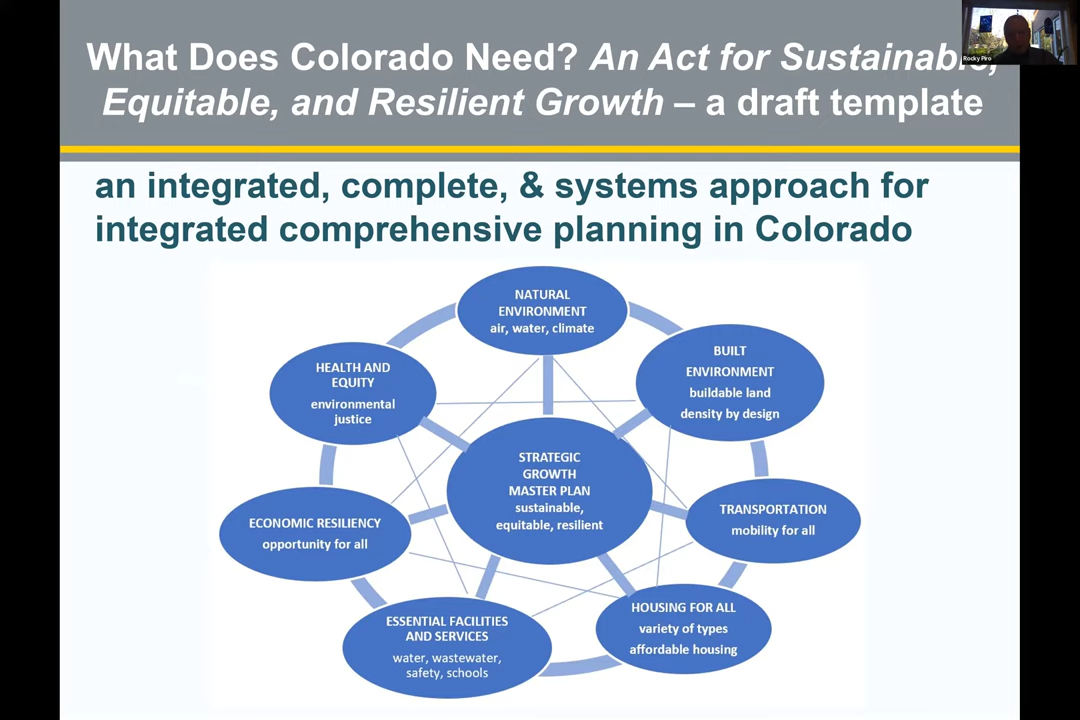 What Does Colorado Need? An Act for Sustainable,
Equitable, and Resilient Growth – a draft template
Rocky Piro
an integrated, complete, & systems approach for
integrated comprehensive planning in Colorado
NATURAL
ENVIRONMENT
air, water, climate
BUILT
ENVIRONMENT
buildable land
density by design
HEALTH AND
EQUITY
environmental
justice
STRATEGIC
GROWTH
MASTER PLAN
sustainable,
equitable, resilient
TRANSPORTATION
mobility for all
ECONOMIC RESILIENCY
opportunity for all
HOUSING FOR ALL
variety of types
affordable housing
ESSENTIAL FACILITIES
AND SERVICES
water, wastewater,
safety, schools